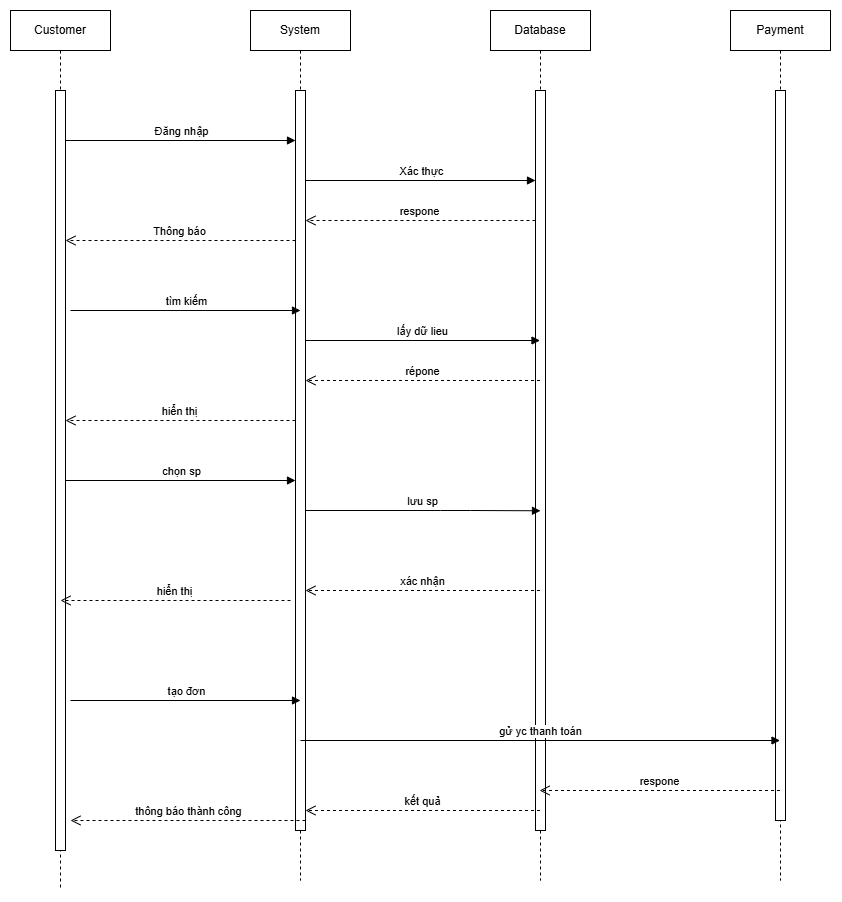 Customer
System
Database
Payment
Đăng nhập
Xác thực
respone
Thông báo
tìm kiếm
lấy dữ lieu
répone
hiển thị
chọn sp
lưu sp
xác nhận
hiển thị
tạo đơn
gử yc thanh toán
respone
kết quả
thông báo thành công